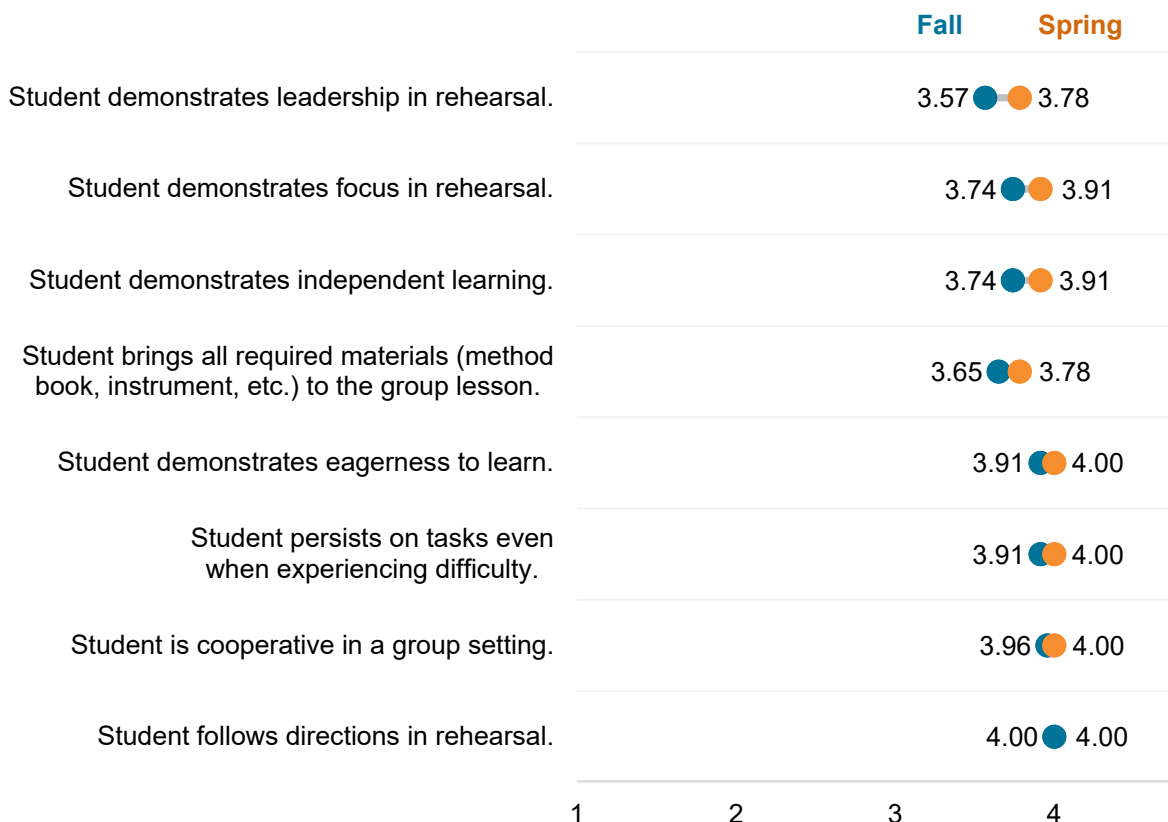 Fall Spring
Student demonstrates leadership in rehearsal. 3.57 3.78
Student demonstrates focus in rehearsal. 3.74 3.91
Student demonstrates independent learning. 3.74 3.91
Student brings all required materials (method
book, instrument, etc.) to the group lesson. 3.65 3.78
Student demonstrates eagerness to learn. 3.91 4.00
Student persists on tasks even
when experiencing difficulty. 3.91 4.00
Student is cooperative in a group setting. 3.96 4.00
Student follows directions in rehearsal. 4.00 4.00
1 2 3 4